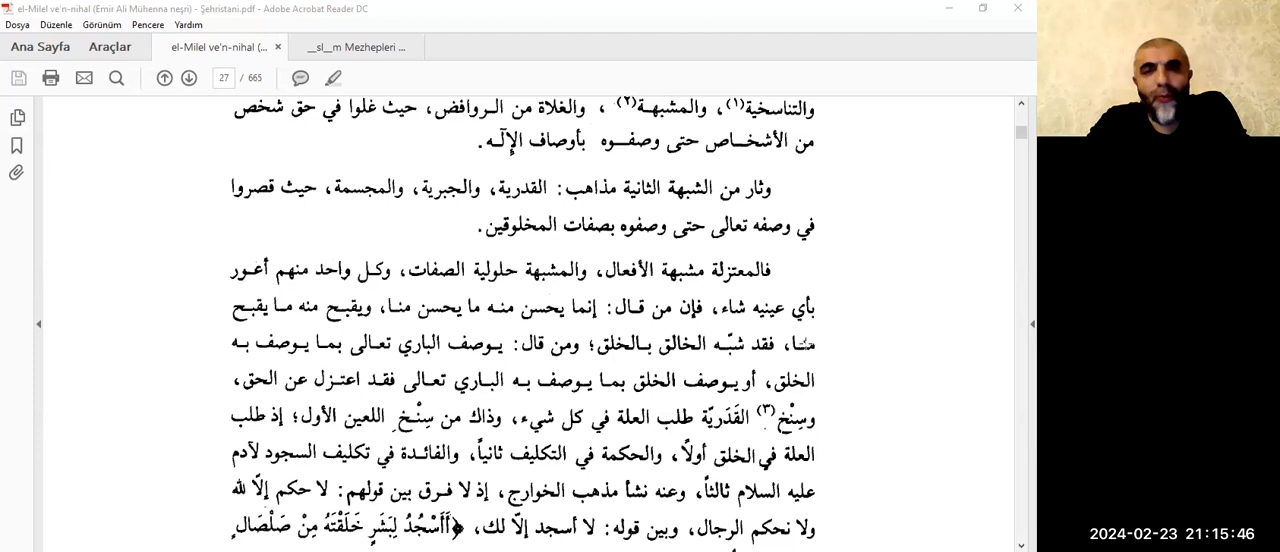 el-Milel ve'n-nihal (Emir Ali Mühenna neşri) - Şehristani.pdf - Adobe Acrobat Reader DC
Dosya Düzenle Görünüm Pencere Yardım
Ana Sayfa Araçlar el-Milel ve'n-nihal (... × __sl__m Mezhepleri ...
27 / 665
والتناسخية(١)، والمشبهة(٢) ، والغلاة من الروافض، حيث غلوا في حق شخص
من الأشخاص حتى وصفوه بأوصاف الإلٓه.
وثار من الشبهة الثانية مذاهب: القدرية، والجبرية، والمجسمة، حيث قصروا
في وصفه تعالى حتى وصفوه بصفات المخلوقين.
فالمعتزلة مشبهة الأفعال، والمشبهة حلولية الصفات، وكل واحد منهم أعور
بأي عينيه شاء، فإن من قال: إنما يحسن منه ما يحسن منا، ويقبح منه ما يقبح
منا، فقد شبّه الخالق بالخلق؛ ومن قال: يوصف الباري تعالى بما يوصف به
الخلق، أو يوصف الخلق بما يوصف به الباري تعالى فقد اعتزل عن الحق،
وسِنْخ(٣) القَدَريّة طلب العلة في كل شيء، وذاك من سِنْخِ اللعين الأول؛ إذ طلب
العلة في الخلق أولاً، والحكمة في التكليف ثانياً، والفائدة في تكليف السجود لآدم
عليه السلام ثالثاً، وعنه نشأ مذهب الخوارج، إذ لا فرق بين قولهم: لا حكم إلّا لله
ولا نحكم الرجال، وبين قوله: لا أسجد إلّا لك، ﴿أَأَسْجُدُ لِبَشَرٍ خَلَقْتَهُ مِنْ صَلْصَالٍ
2024-02-23 21:15:46